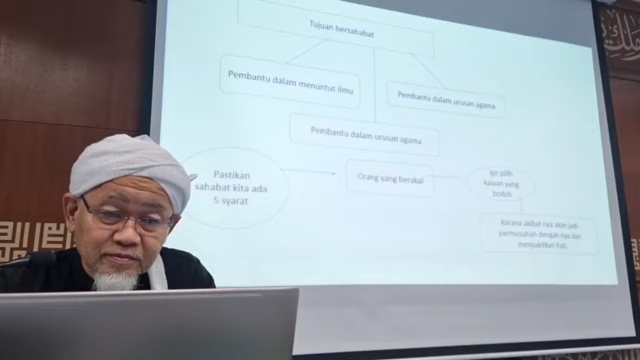 Tujuan bersahabat
Pembantu dalam menuntut ilmu
Pembantu dalam urusan agama
Pembantu dalam urusan agama
Pastikan
sahabat kita ada
5 syarat
Orang yang berakal
Jgn pilih
kawan yang
bodoh
Kerana akibat nya akan jadi
permusuhan dengan nya dan
menyakitkan hati.